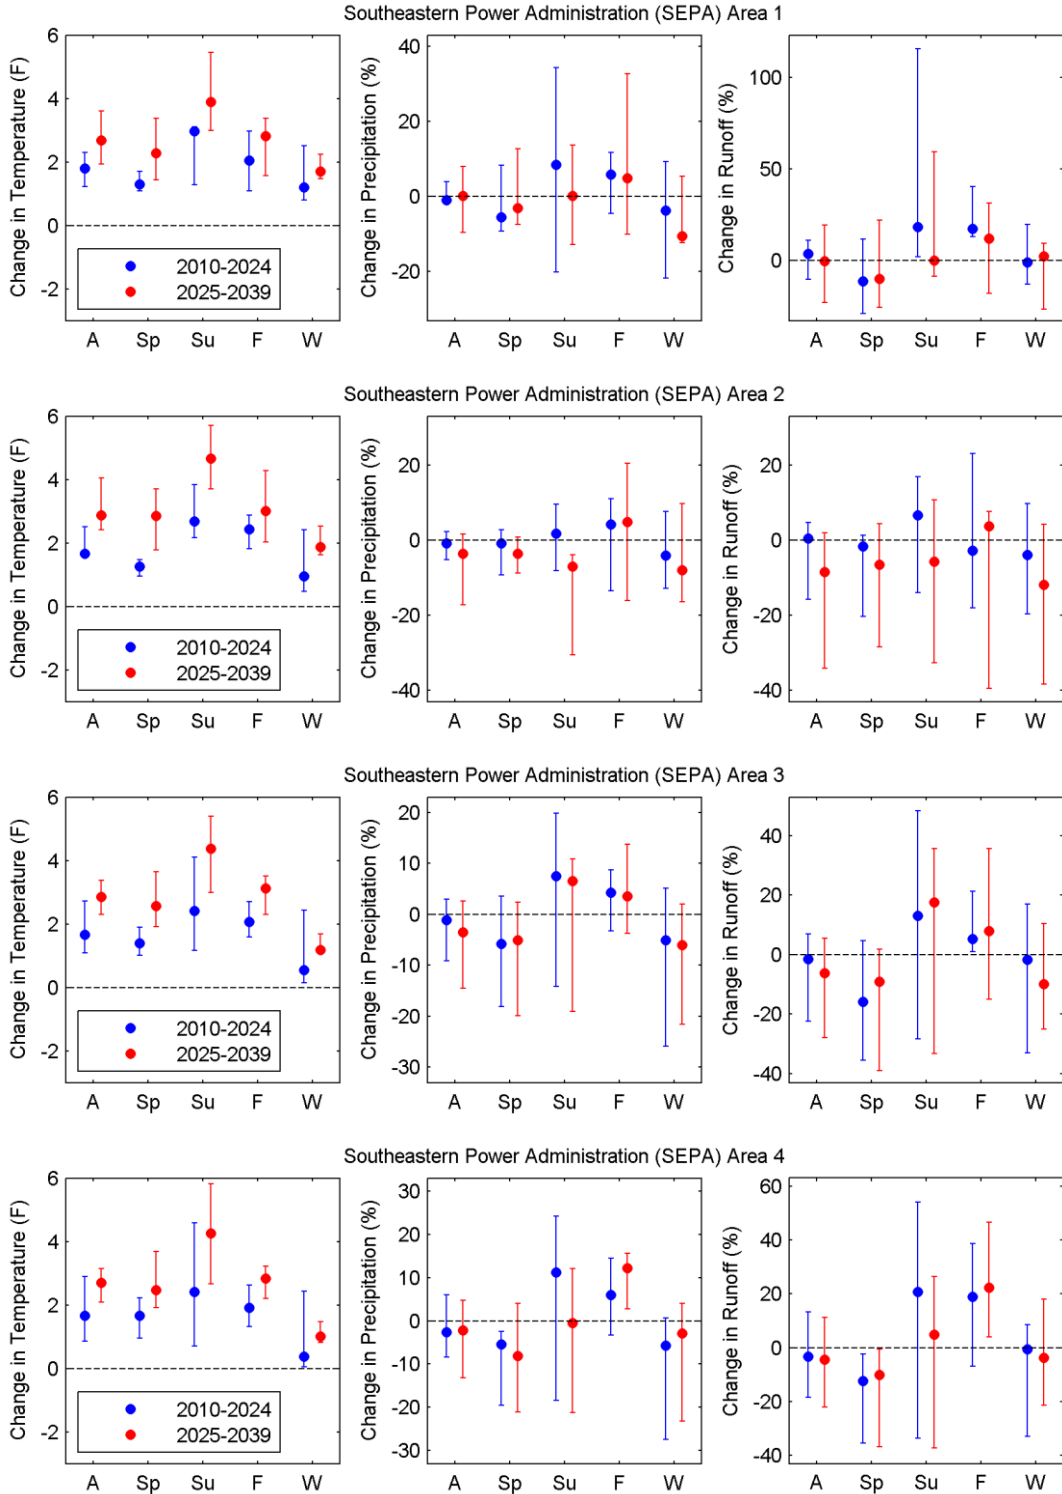 Southeastern Power Administration (SEPA) Area 1
Change in Temperature (F)
6
4
2
0
-2
2010-2024
2025-2039
A Sp Su F W
Change in Precipitation (%)
40
20
0
-20
A Sp Su F W
Change in Runoff (%)
100
50
0
A Sp Su F W
Southeastern Power Administration (SEPA) Area 2
Change in Temperature (F)
6
4
2
0
-2
2010-2024
2025-2039
A Sp Su F W
Change in Precipitation (%)
20
0
-20
-40
A Sp Su F W
Change in Runoff (%)
20
0
-20
-40
A Sp Su F W
Southeastern Power Administration (SEPA) Area 3
Change in Temperature (F)
6
4
2
0
-2
2010-2024
2025-2039
A Sp Su F W
Change in Precipitation (%)
20
10
0
-10
-20
-30
A Sp Su F W
Change in Runoff (%)
40
20
0
-20
-40
A Sp Su F W
Southeastern Power Administration (SEPA) Area 4
Change in Temperature (F)
6
4
2
0
-2
2010-2024
2025-2039
A Sp Su F W
Change in Precipitation (%)
30
20
10
0
-10
-20
-30
A Sp Su F W
Change in Runoff (%)
60
40
20
0
-20
-40
A Sp Su F W